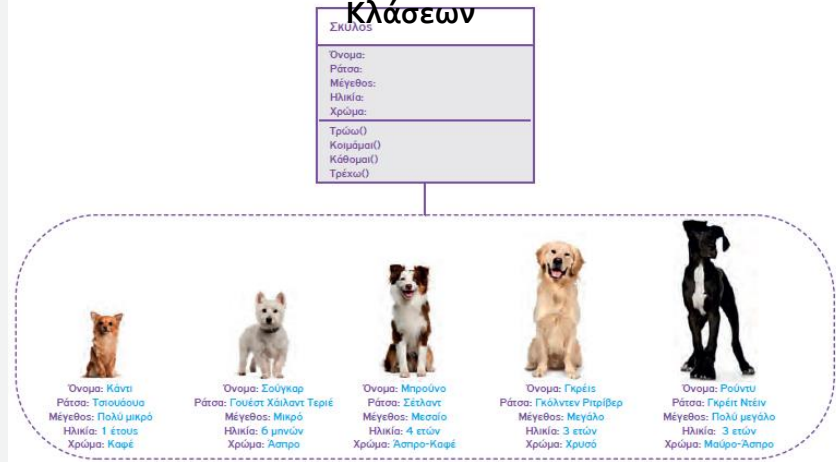 Κλάσεων
Σκύλος
Όνομα:
Ράτσα:
Μέγεθος:
Ηλικία:
Χρώμα:
Τρώω()
Κοιμάμαι()
Κάθομαι()
Τρέχω()
Όνομα: Κάντι
Ράτσα: Τσιουάουα
Μέγεθος: Πολύ μικρό
Ηλικία: 1 έτους
Χρώμα: Καφέ
Όνομα: Σούγκαρ
Ράτσα: Γουέστ Χάιλαντ Τεριέ
Μέγεθος: Μικρό
Ηλικία: 6 μηνών
Χρώμα: Άσπρο
Όνομα: Μπρούνο
Ράτσα: Σέτλαντ
Μέγεθος: Μεσαίο
Ηλικία: 4 ετών
Χρώμα: Άσπρο-Καφέ
Όνομα: Γκρέις
Ράτσα: Γκόλντεν Ριτρίβερ
Μέγεθος: Μεγάλο
Ηλικία: 3 ετών
Χρώμα: Χρυσό
Όνομα: Ρούντυ
Ράτσα: Γκρέιτ Ντέιν
Μέγεθος: Πολύ μεγάλο
Ηλικία: 3 ετών
Χρώμα: Μαύρο-Άσπρο